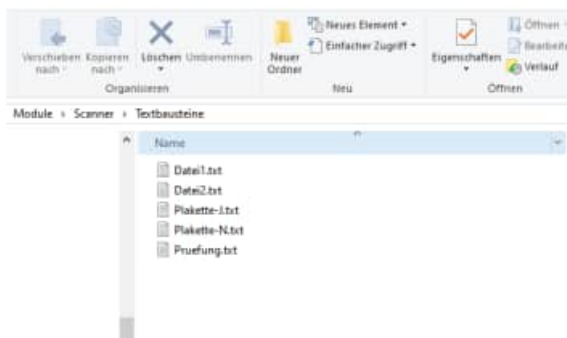 Neues Element
Einfacher Zugriff
Verschieben nach
Kopieren nach
Löschen
Umbenennen
Neuer Ordner
Eigenschaften
Öffnen
Bearbeiten
Verlauf
Organisieren
Neu
Öffnen
Module › Scanner › Textbausteine
Name
Datei1.txt
Datei2.txt
Plakette-J.txt
Plakette-N.txt
Pruefung.txt